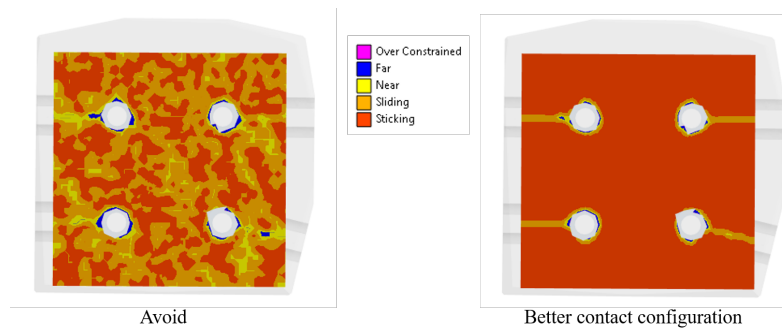 Over Constrained
Far
Near
Sliding
Sticking
Avoid
Better contact configuration